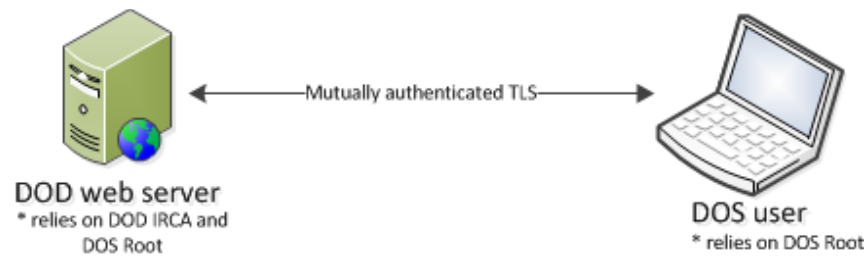 Mutually authenticated TLS
DOD web server
* relies on DOD IRCA and
DOS Root
DOS user
* relies on DOS Root